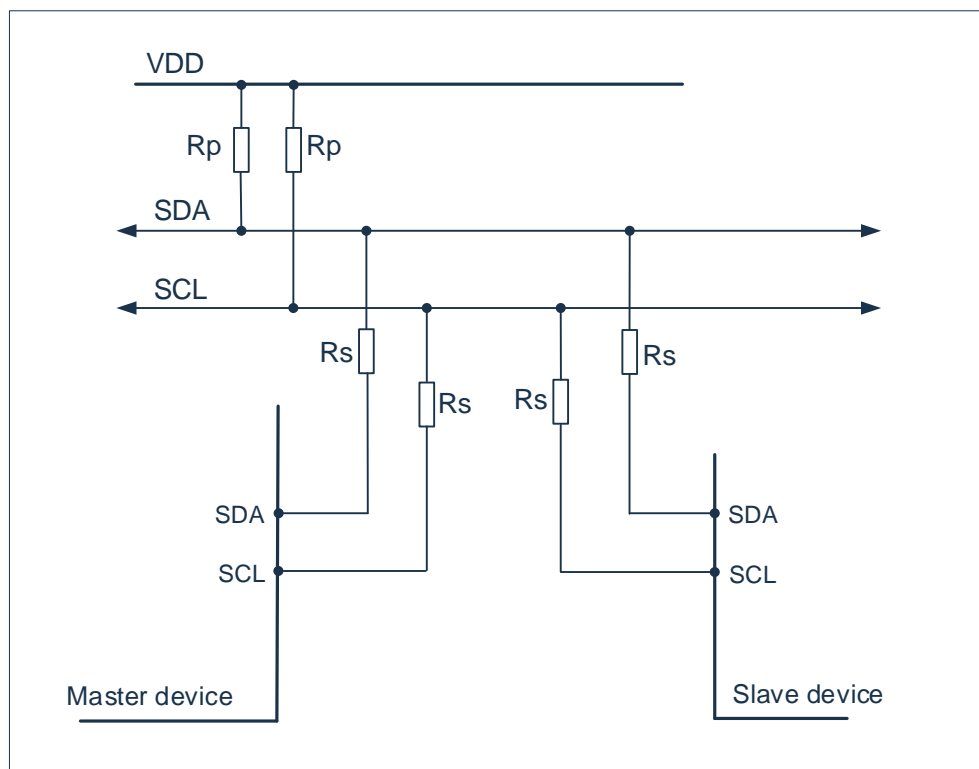 VDD
Rp
Rp
SDA
SCL
Rs
Rs
Rs
Rs
SDA
SDA
SCL
SCL
Master device
Slave device